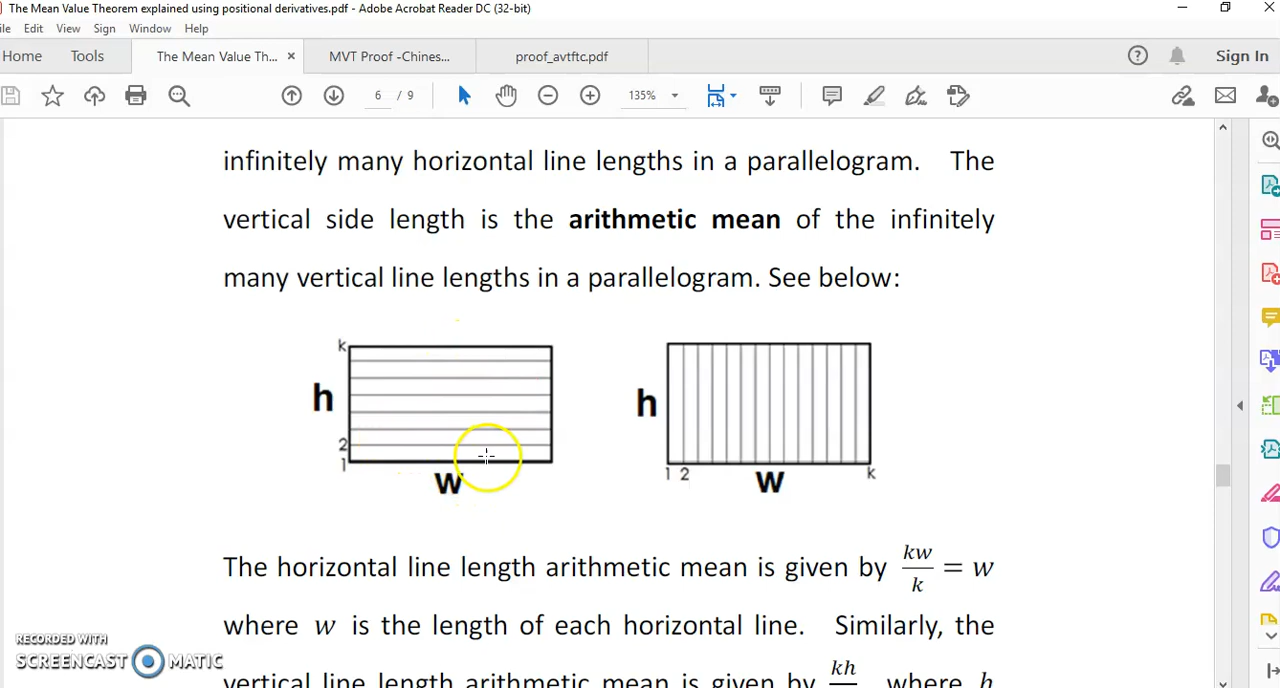 The Mean Value Theorem explained using positional derivatives.pdf - Adobe Acrobat Reader DC (32-bit)
ile Edit View Sign Window Help
Home Tools The Mean Value Th... × MVT Proof -Chines... proof_avtftc.pdf Sign In
6 / 9 135%
infinitely many horizontal line lengths in a parallelogram. The
vertical side length is the arithmetic mean of the infinitely
many vertical line lengths in a parallelogram. See below:
k
h h
2
1
w
1 2 w k
The horizontal line length arithmetic mean is given by kw/k = w
where w is the length of each horizontal line. Similarly, the
RECORDED WITH
SCREENCAST MATIC
vertical line length arithmetic mean is given by kh where h